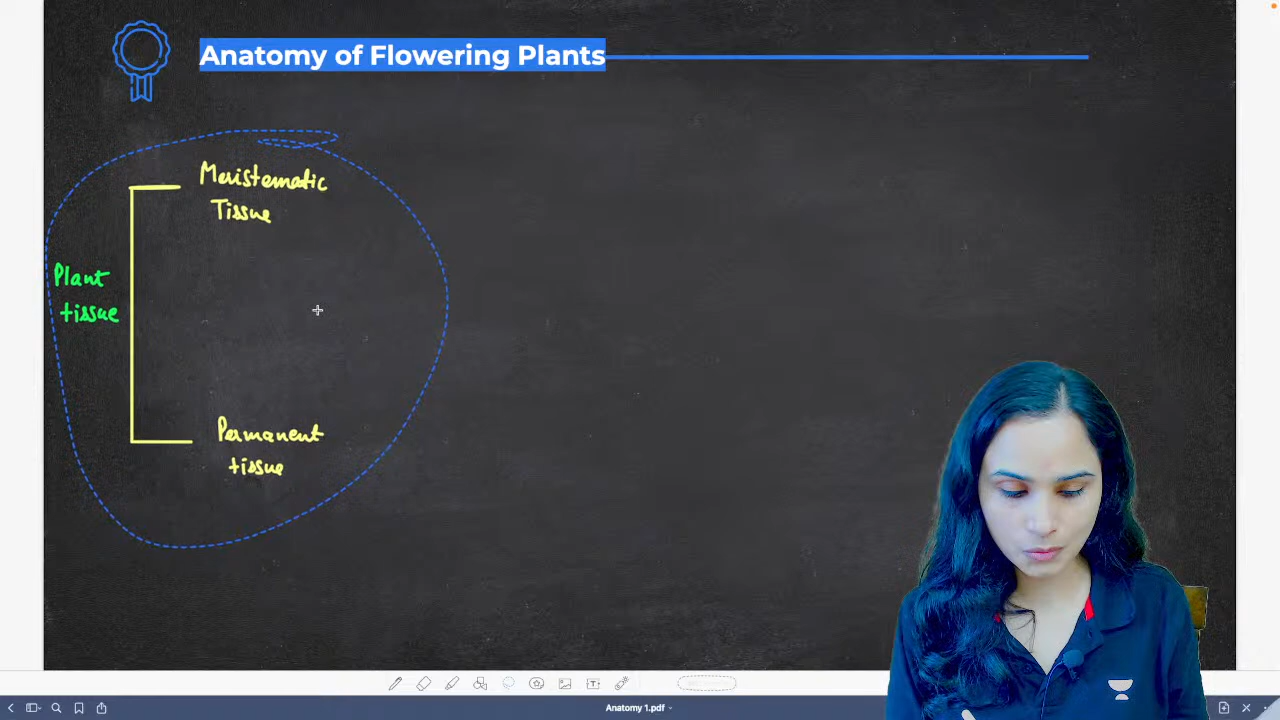 Anatomy of Flowering Plants
Meristematic
Tissue
Plant
tissue
Permanent
tissue
Anatomy 1.pdf